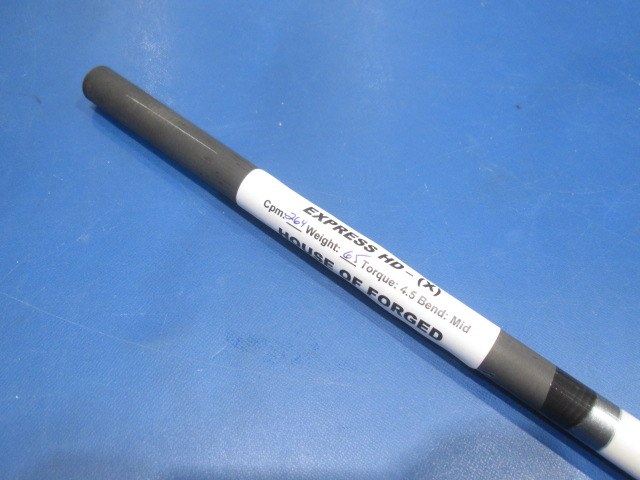 EXPRESS HD - (X)
Cpm: 264 Weight: 65 Torque: 4.5 Bend: Mid
HOUSE OF FORGED